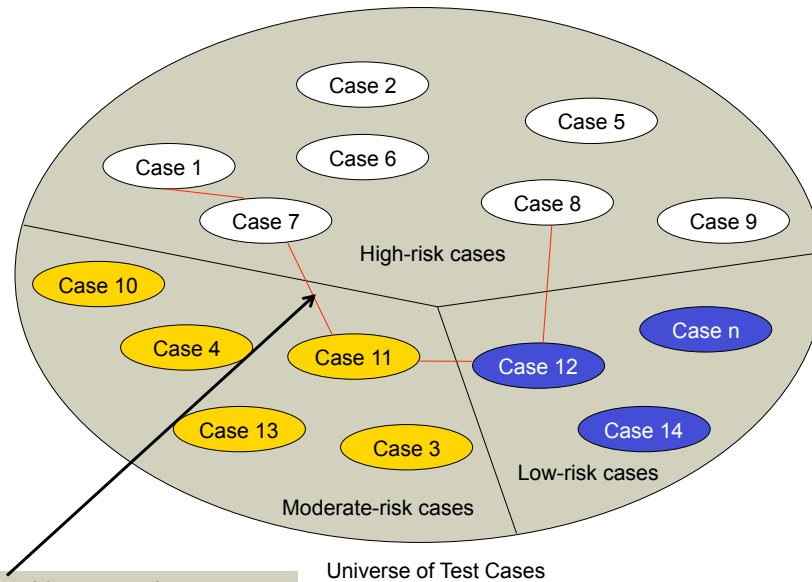 Case 2
Case 5
Case 6
Case 1
Case 8
Case 7
Case 9
High-risk cases
Case 10
Case n
Case 4
Case 11
Case 12
Case 13
Case 14
Case 3
Low-risk cases
Moderate-risk cases
Universe of Test Cases